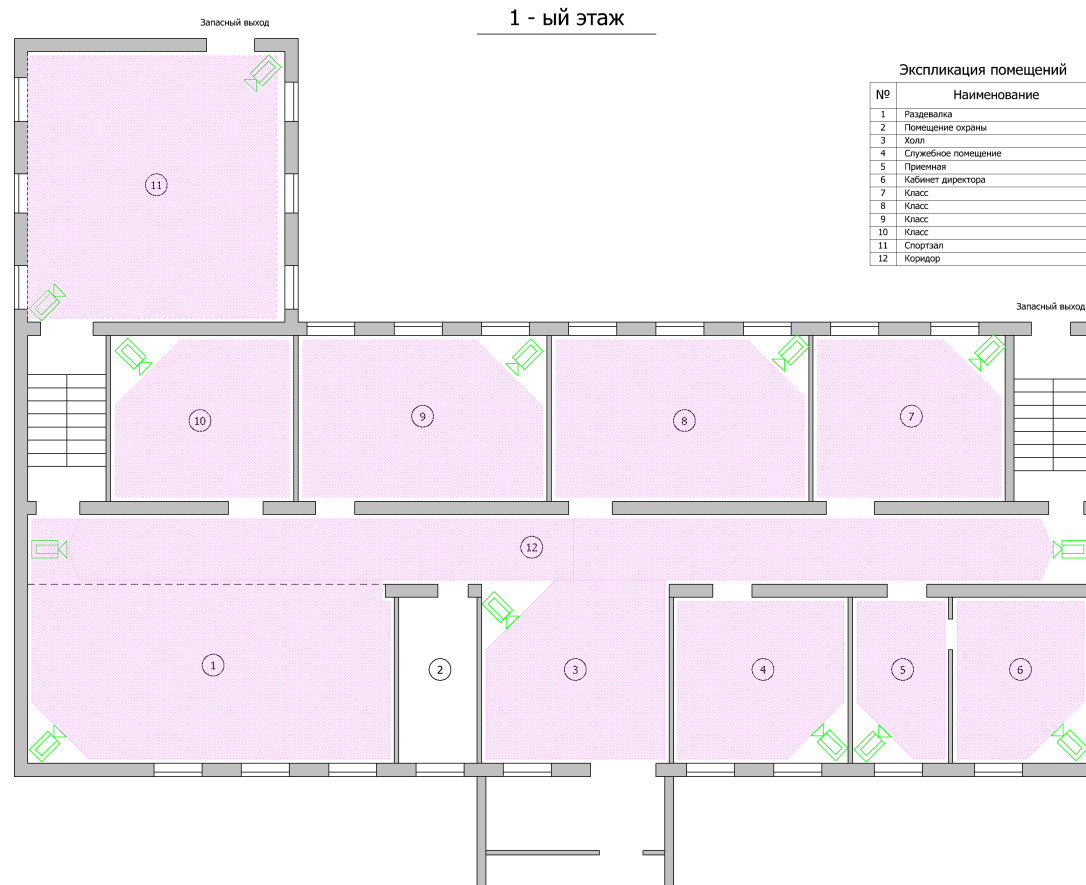 1 - ый этаж
Запасный выход
Экспликация помещений
№ Наименование
1 Раздевалка
2 Помещение охраны
3 Холл
4 Служебное помещение
5 Приемная
6 Кабинет директора
7 Класс
8 Класс
9 Класс
10 Класс
11 Спортзал
12 Коридор
11
Запасный выход
10
9
8
7
12
1
2
3
4
5
6